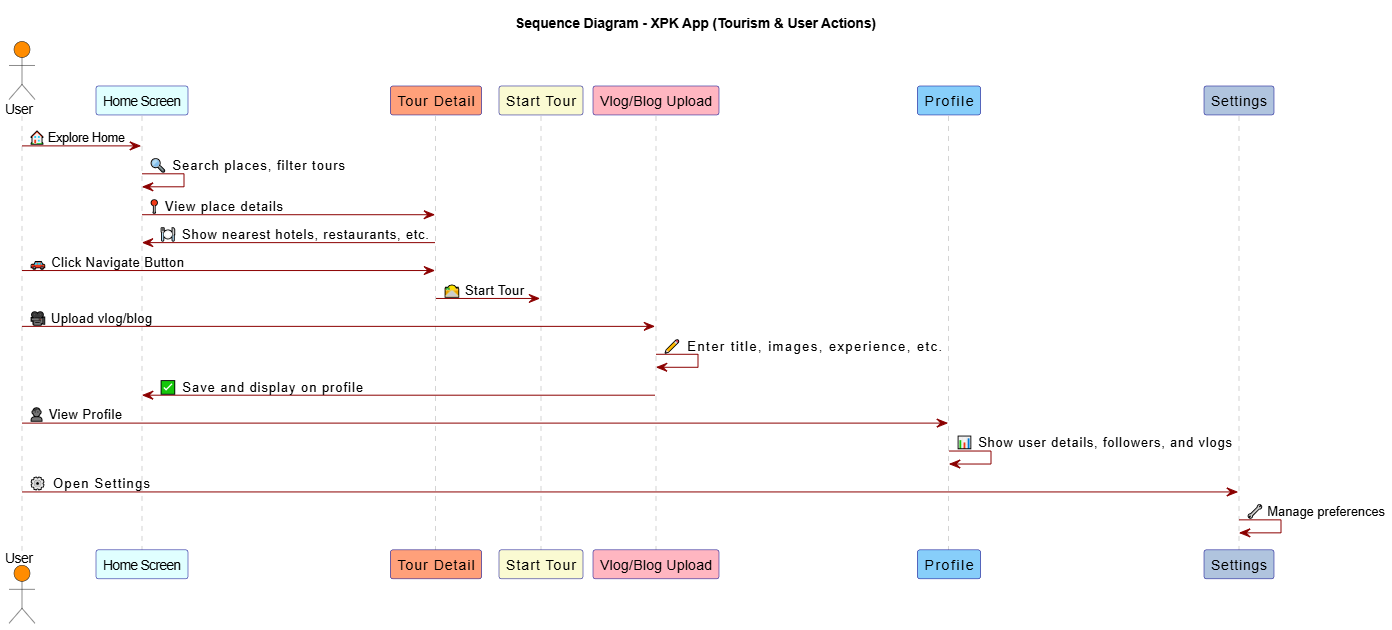 Sequence Diagram - XPK App (Tourism & User Actions)
User
Home Screen
Tour Detail
Start Tour
Vlog/Blog Upload
Profile
Settings
Explore Home
Search places, filter tours
View place details
Show nearest hotels, restaurants, etc.
Click Navigate Button
Start Tour
Upload vlog/blog
Enter title, images, experience, etc.
Save and display on profile
View Profile
Show user details, followers, and vlogs
Open Settings
Manage preferences
User
Home Screen
Tour Detail
Start Tour
Vlog/Blog Upload
Profile
Settings